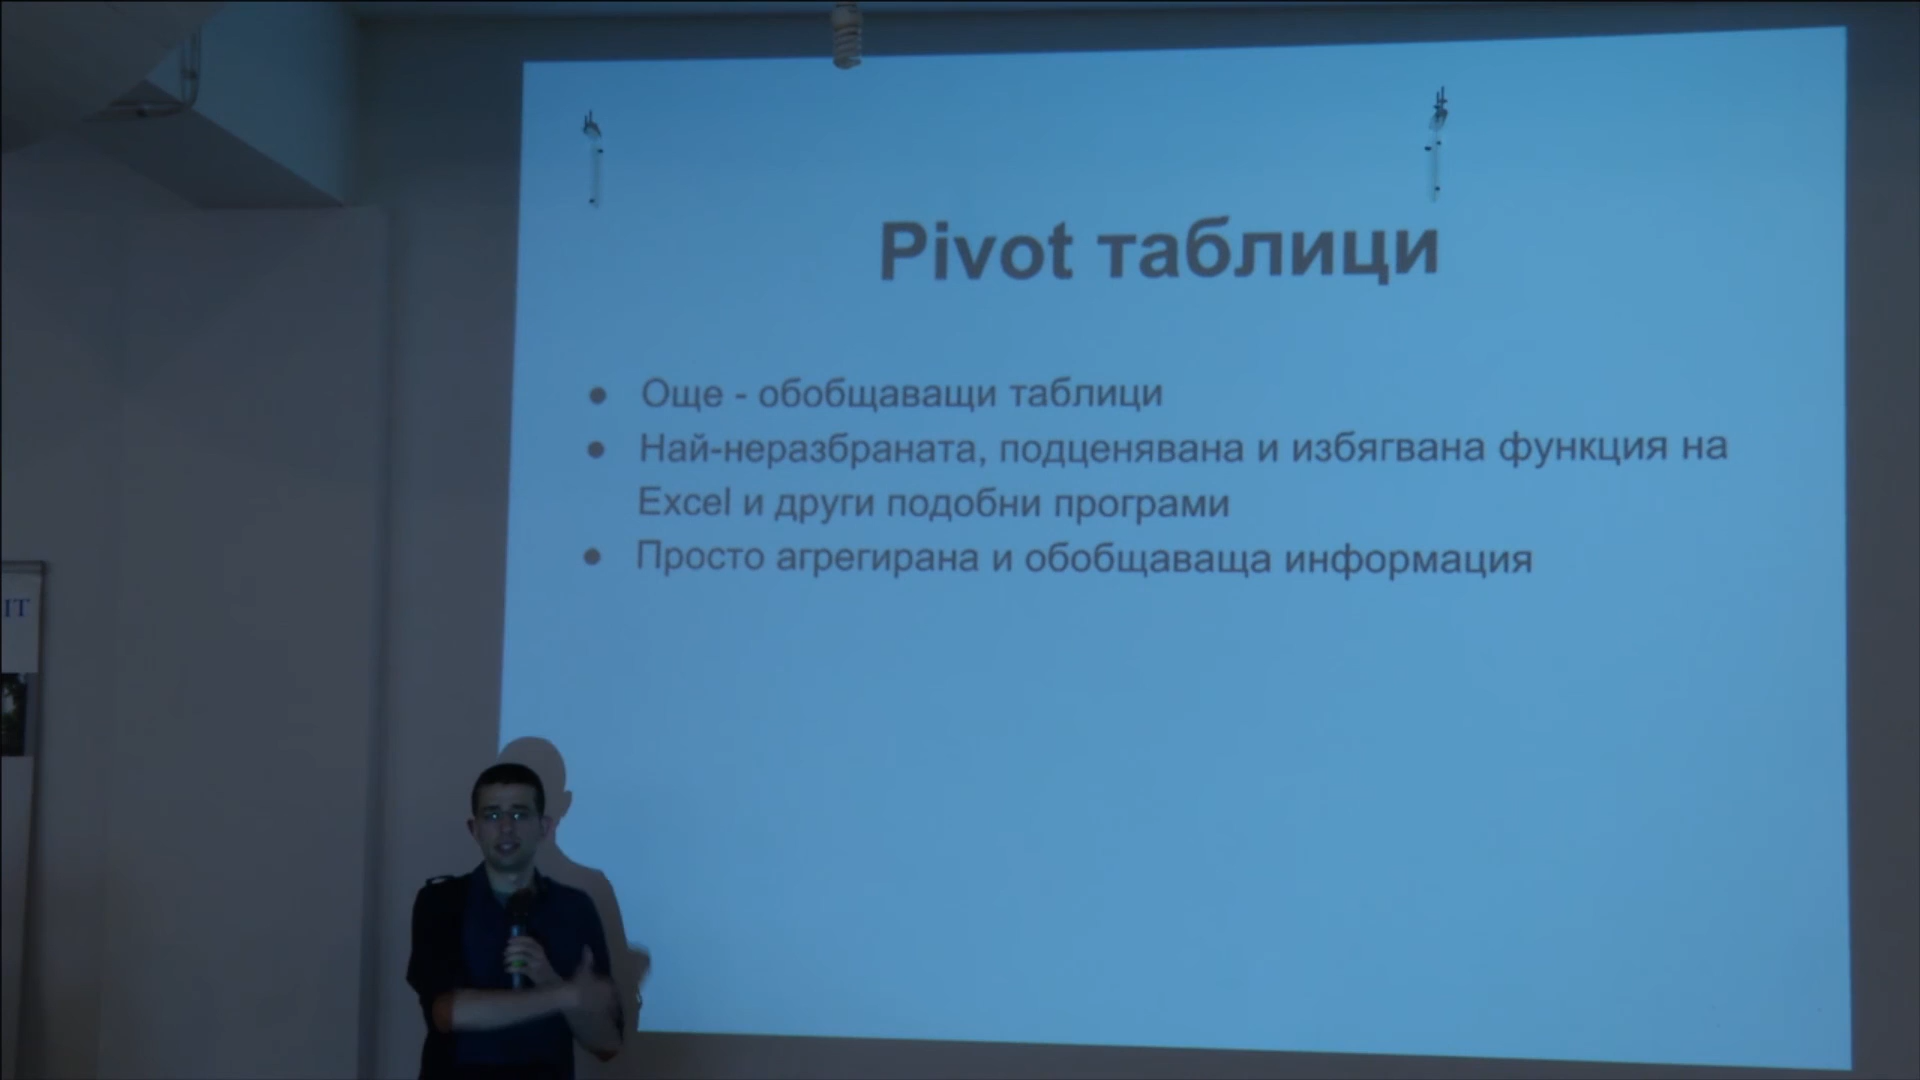 Pivot таблици
● Още - обобщаващи таблици
● Най-неразбраната, подценявана и избягвана функция на
Excel и други подобни програми
● Просто агрегирана и обобщаваща информация
IT